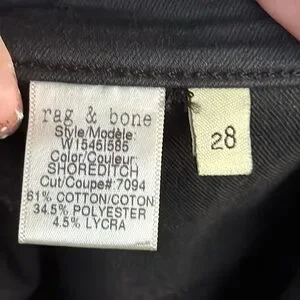 rag & bone
Style/Modèle:
W1545I585
Color/Couleur:
SHOREDITCH
Cut/Coupe#:7094
61% COTTON/COTON
34.5% POLYESTER
4.5% LYCRA
28